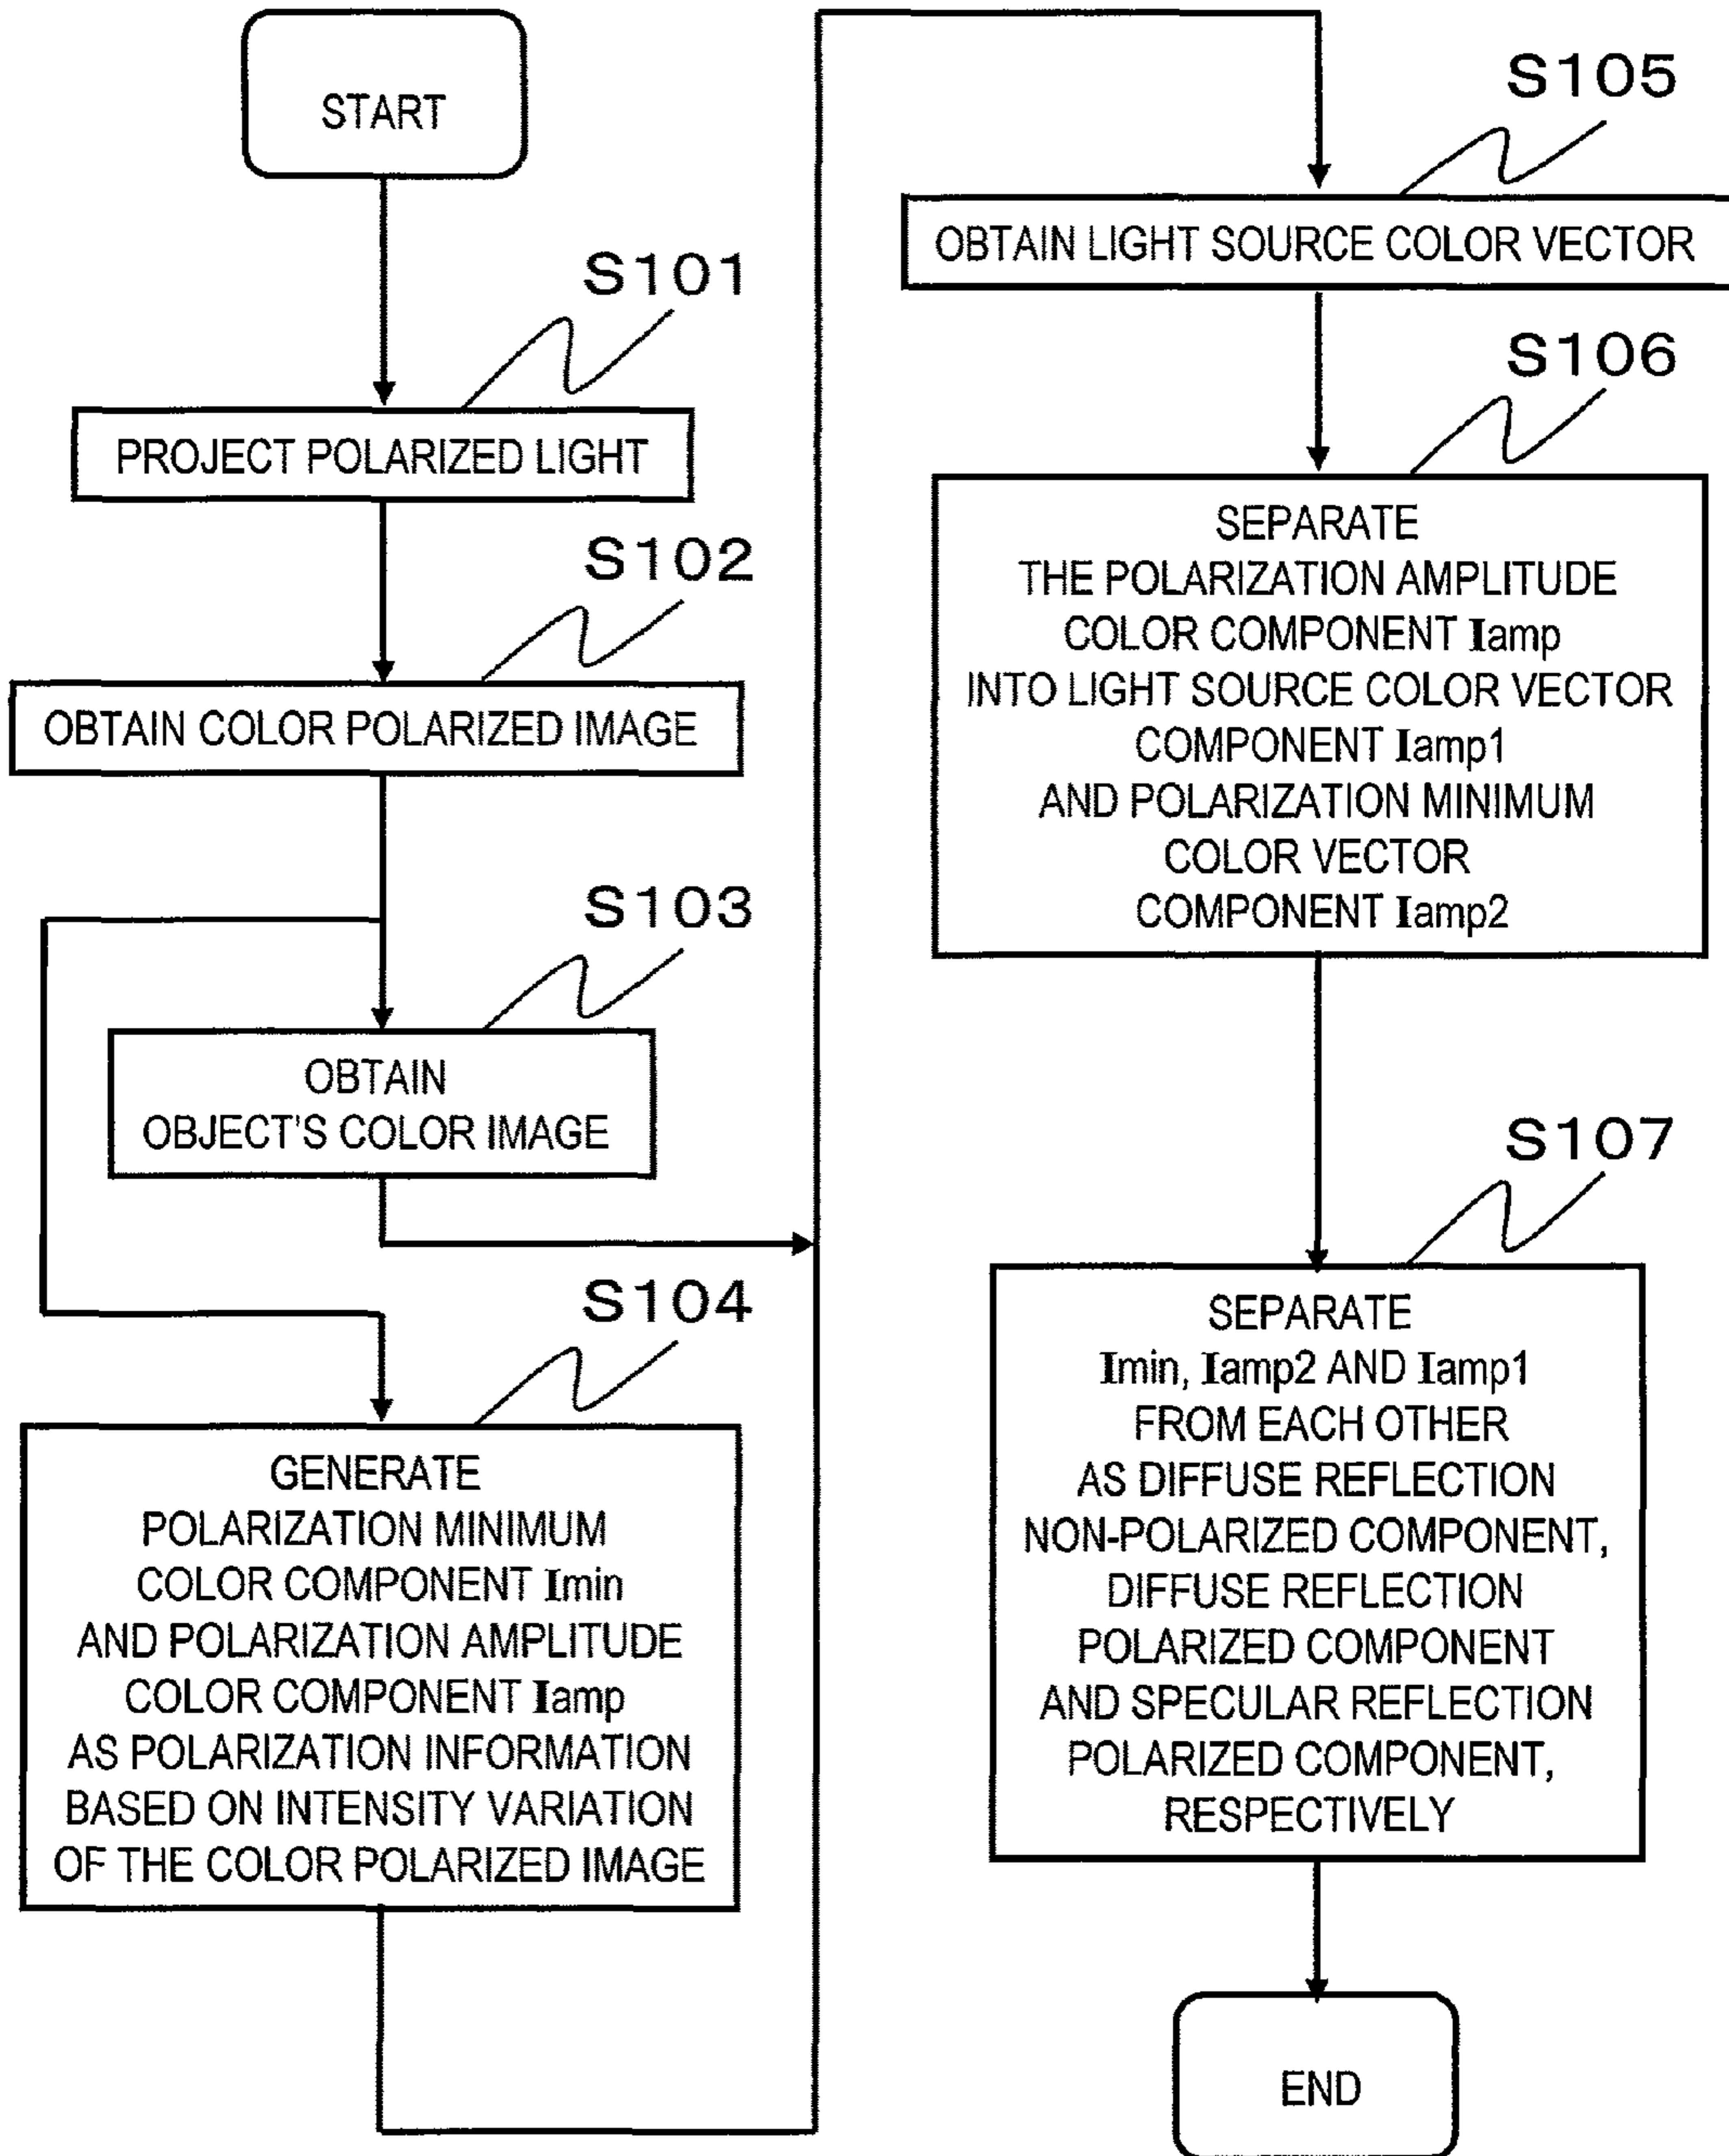 START
S101
PROJECT POLARIZED LIGHT
S102
OBTAIN COLOR POLARIZED IMAGE
S103
OBTAIN
OBJECT'S COLOR IMAGE
S104
GENERATE
POLARIZATION MINIMUM
COLOR COMPONENT Imin
AND POLARIZATION AMPLITUDE
COLOR COMPONENT Iamp
AS POLARIZATION INFORMATION
BASED ON INTENSITY VARIATION
OF THE COLOR POLARIZED IMAGE
S105
OBTAIN LIGHT SOURCE COLOR VECTOR
S106
SEPARATE
THE POLARIZATION AMPLITUDE
COLOR COMPONENT Iamp
INTO LIGHT SOURCE COLOR VECTOR
COMPONENT Iamp1
AND POLARIZATION MINIMUM
COLOR VECTOR
COMPONENT Iamp2
S107
SEPARATE
Imin, Iamp2 AND Iamp1
FROM EACH OTHER
AS DIFFUSE REFLECTION
NON-POLARIZED COMPONENT,
DIFFUSE REFLECTION
POLARIZED COMPONENT
AND SPECULAR REFLECTION
POLARIZED COMPONENT,
RESPECTIVELY
END